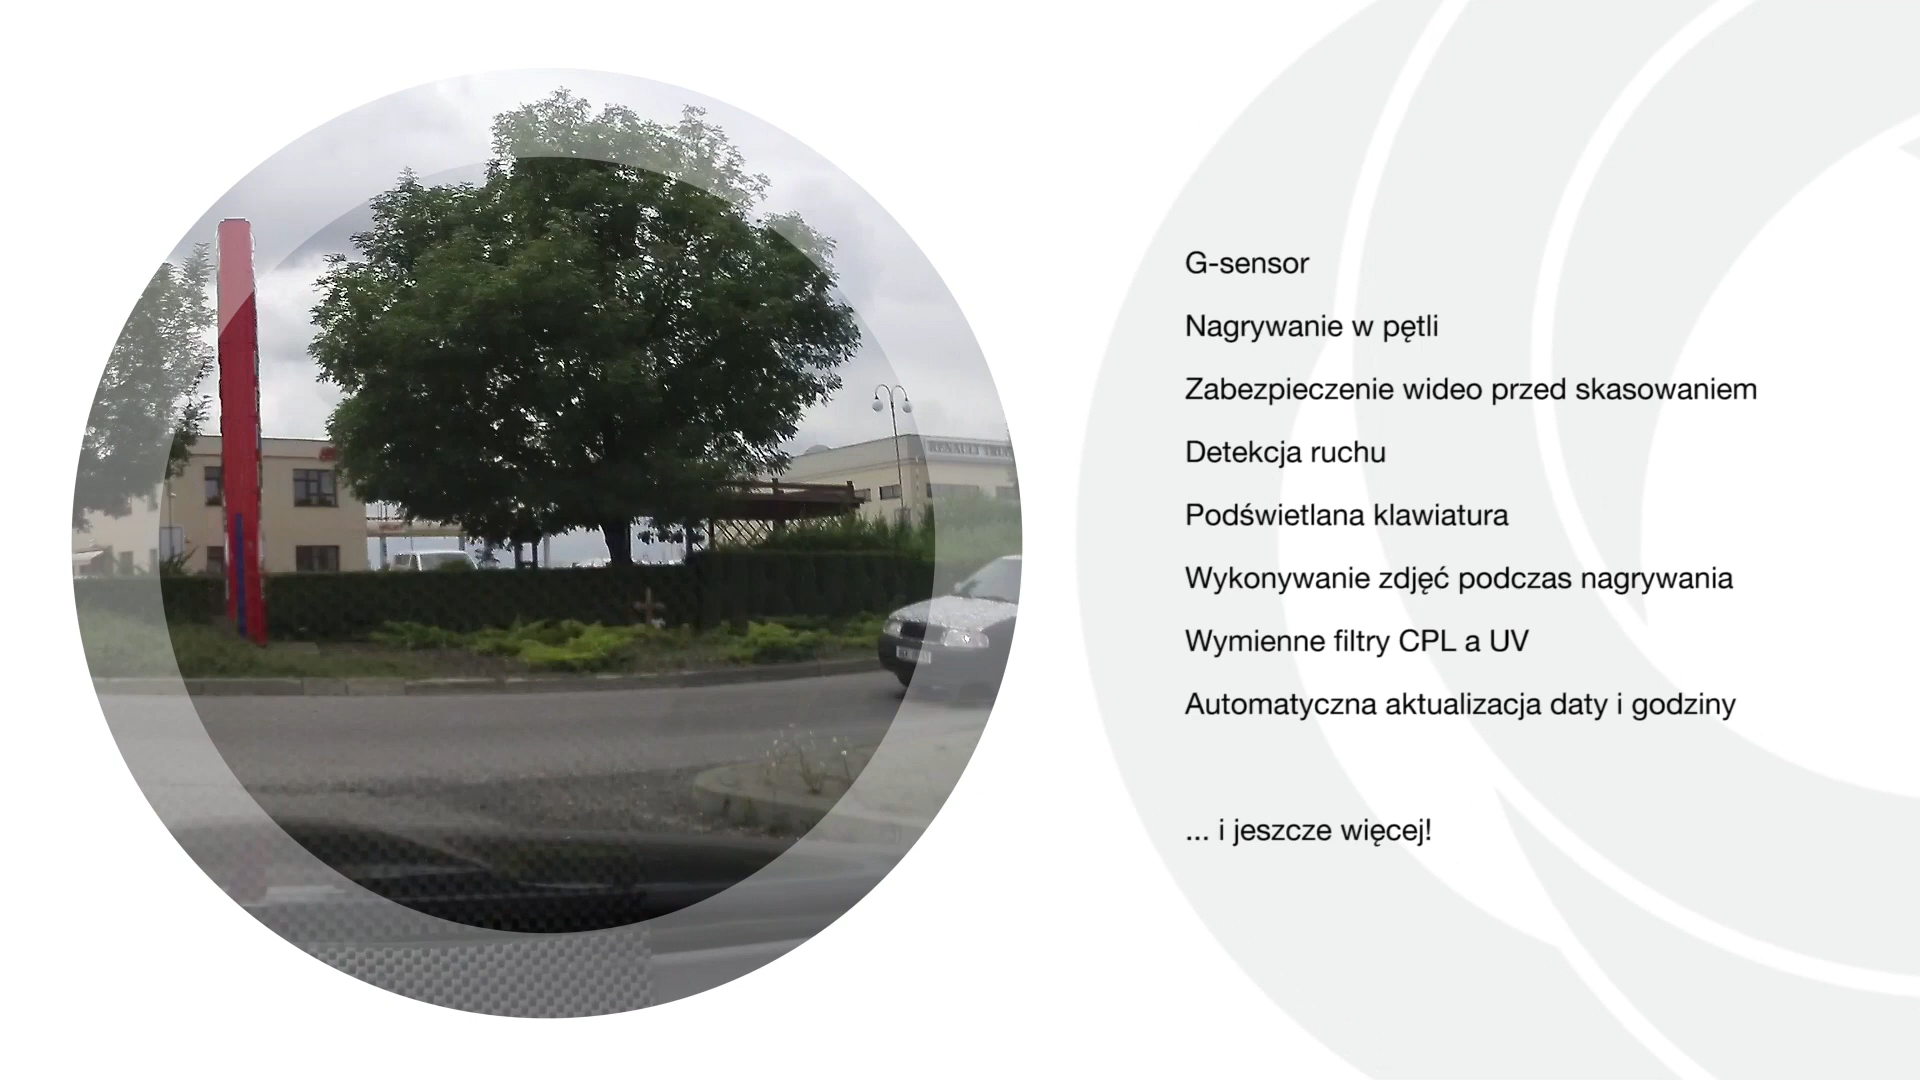 G-sensor
Nagrywanie w pętli
Zabezpieczenie wideo przed skasowaniem
Detekcja ruchu
Podświetlana klawiatura
Wykonywanie zdjęć podczas nagrywania
Wymienne filtry CPL a UV
Automatyczna aktualizacja daty i godziny
... i jeszcze więcej!
RENAULT